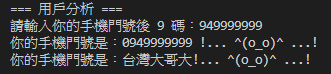 === 用戶分析 ===
請輸入你的手機門號後 9 碼：949999999
你的手機門號是：0949999999 !... ^(o_o)^ ...!
你的手機門號是：台灣大哥大!... ^(o_o)^ ...!